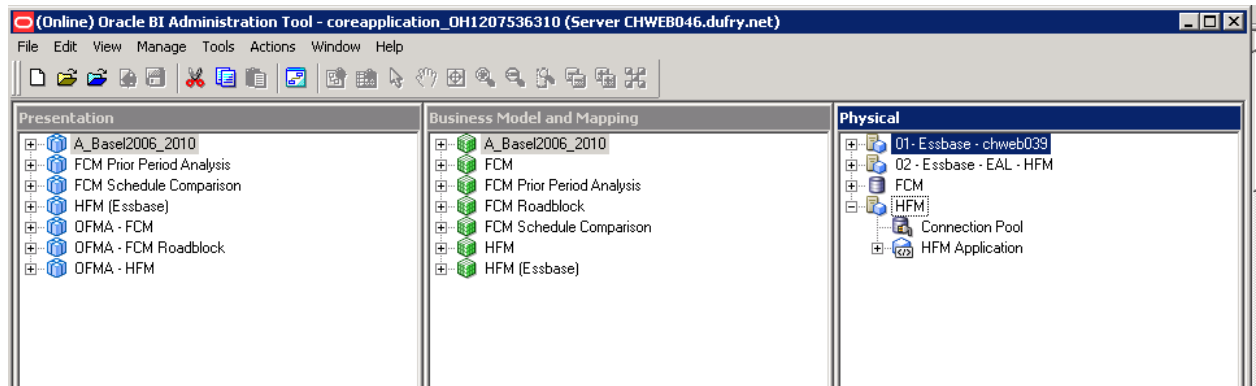 (Online) Oracle BI Administration Tool - coreapplication_OH1207536310 (Server CHWEB046.dufry.net)
File Edit View Manage Tools Actions Window Help
Presentation
A_Basel2006_2010
FCM Prior Period Analysis
FCM Schedule Comparison
HFM (Essbase)
OFMA - FCM
OFMA - FCM Roadblock
OFMA - HFM
Business Model and Mapping
A_Basel2006_2010
FCM
FCM Prior Period Analysis
FCM Roadblock
FCM Schedule Comparison
HFM
HFM (Essbase)
Physical
01- Essbase - chweb039
02 - Essbase - EAL - HFM
FCM
HFM
Connection Pool
HFM Application